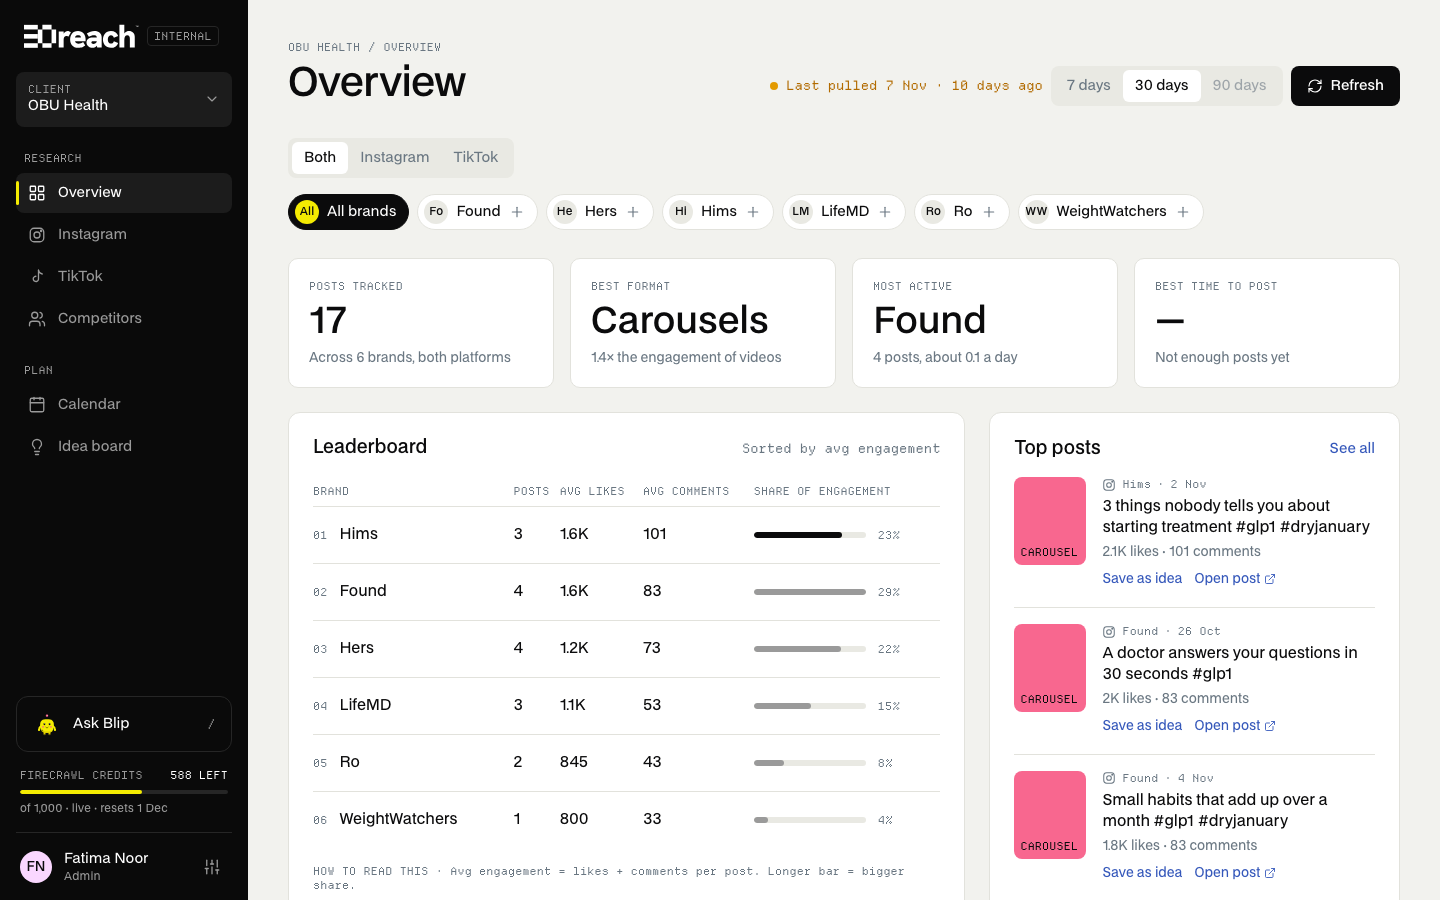 reach
INTERNAL
CLIENT
OBU Health
RESEARCH
Overview
Instagram
TikTok
Competitors
PLAN
Calendar
Idea board
Ask Blip
/
FIRECRAWL CREDITS 588 LEFT
of 1,000 · live · resets 1 Dec
FN
Fatima Noor
Admin
OBU HEALTH / OVERVIEW
Overview
Last pulled 7 Nov · 10 days ago
7 days 30 days 90 days
Refresh
Both Instagram TikTok
All All brands
Fo Found +
He Hers +
Hi Hims +
LM LifeMD +
Ro Ro +
WW WeightWatchers +
POSTS TRACKED
17
Across 6 brands, both platforms
BEST FORMAT
Carousels
1.4× the engagement of videos
MOST ACTIVE
Found
4 posts, about 0.1 a day
BEST TIME TO POST
—
Not enough posts yet
Leaderboard
Sorted by avg engagement
BRAND POSTS AVG LIKES AVG COMMENTS SHARE OF ENGAGEMENT
01 Hims 3 1.6K 101 23%
02 Found 4 1.6K 83 29%
03 Hers 4 1.2K 73 22%
04 LifeMD 3 1.1K 53 15%
05 Ro 2 845 43 8%
06 WeightWatchers 1 800 33 4%
HOW TO READ THIS · Avg engagement = likes + comments per post. Longer bar = bigger
share.
Top posts
See all
CAROUSEL
Hims · 2 Nov
3 things nobody tells you about
starting treatment #glp1 #dryjanuary
2.1K likes · 101 comments
Save as idea Open post
CAROUSEL
Found · 26 Oct
A doctor answers your questions in
30 seconds #glp1
2K likes · 83 comments
Save as idea Open post
CAROUSEL
Found · 4 Nov
Small habits that add up over a
month #glp1 #dryjanuary
1.8K likes · 83 comments
Save as idea Open post